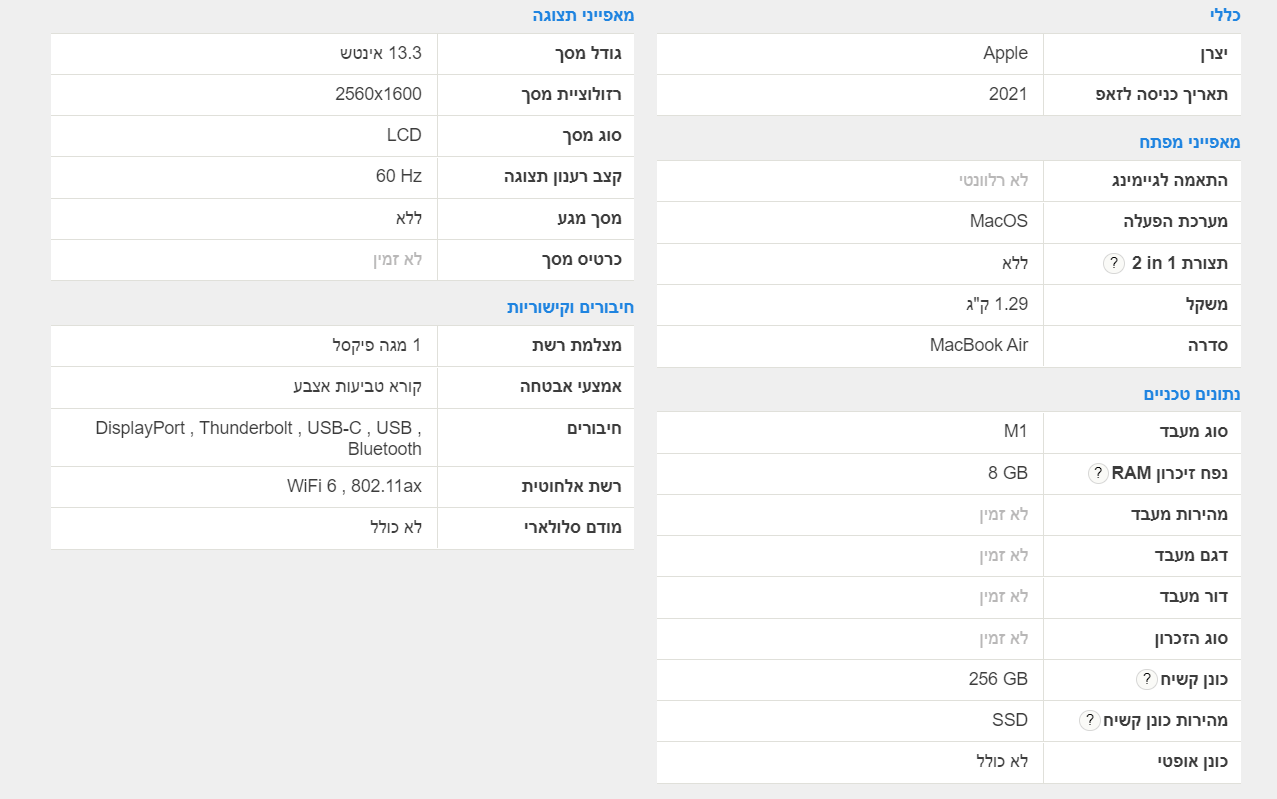 כללי
יצרן Apple
תאריך כניסה לזאפ 2021
מאפייני מפתח
התאמה לגיימינג לא רלוונטי
מערכת הפעלה MacOS
תצורת 2 in 1 ? ללא
משקל 1.29 ק"ג
סדרה MacBook Air
נתונים טכניים
סוג מעבד M1
נפח זיכרון RAM ? 8 GB
מהירות מעבד לא זמין
דגם מעבד לא זמין
דור מעבד לא זמין
סוג הזכרון לא זמין
כונן קשיח ? 256 GB
מהירות כונן קשיח ? SSD
כונן אופטי לא כולל
מאפייני תצוגה
גודל מסך 13.3 אינטש
רזולוציית מסך 2560x1600
סוג מסך LCD
קצב רענון תצוגה 60 Hz
מסך מגע ללא
כרטיס מסך לא זמין
חיבורים וקישוריות
מצלמת רשת 1 מגה פיקסל
אמצעי אבטחה קורא טביעות אצבע
חיבורים DisplayPort , Thunderbolt , USB-C , USB ,
Bluetooth
רשת אלחוטית WiFi 6 , 802.11ax
מודם סלולארי לא כולל